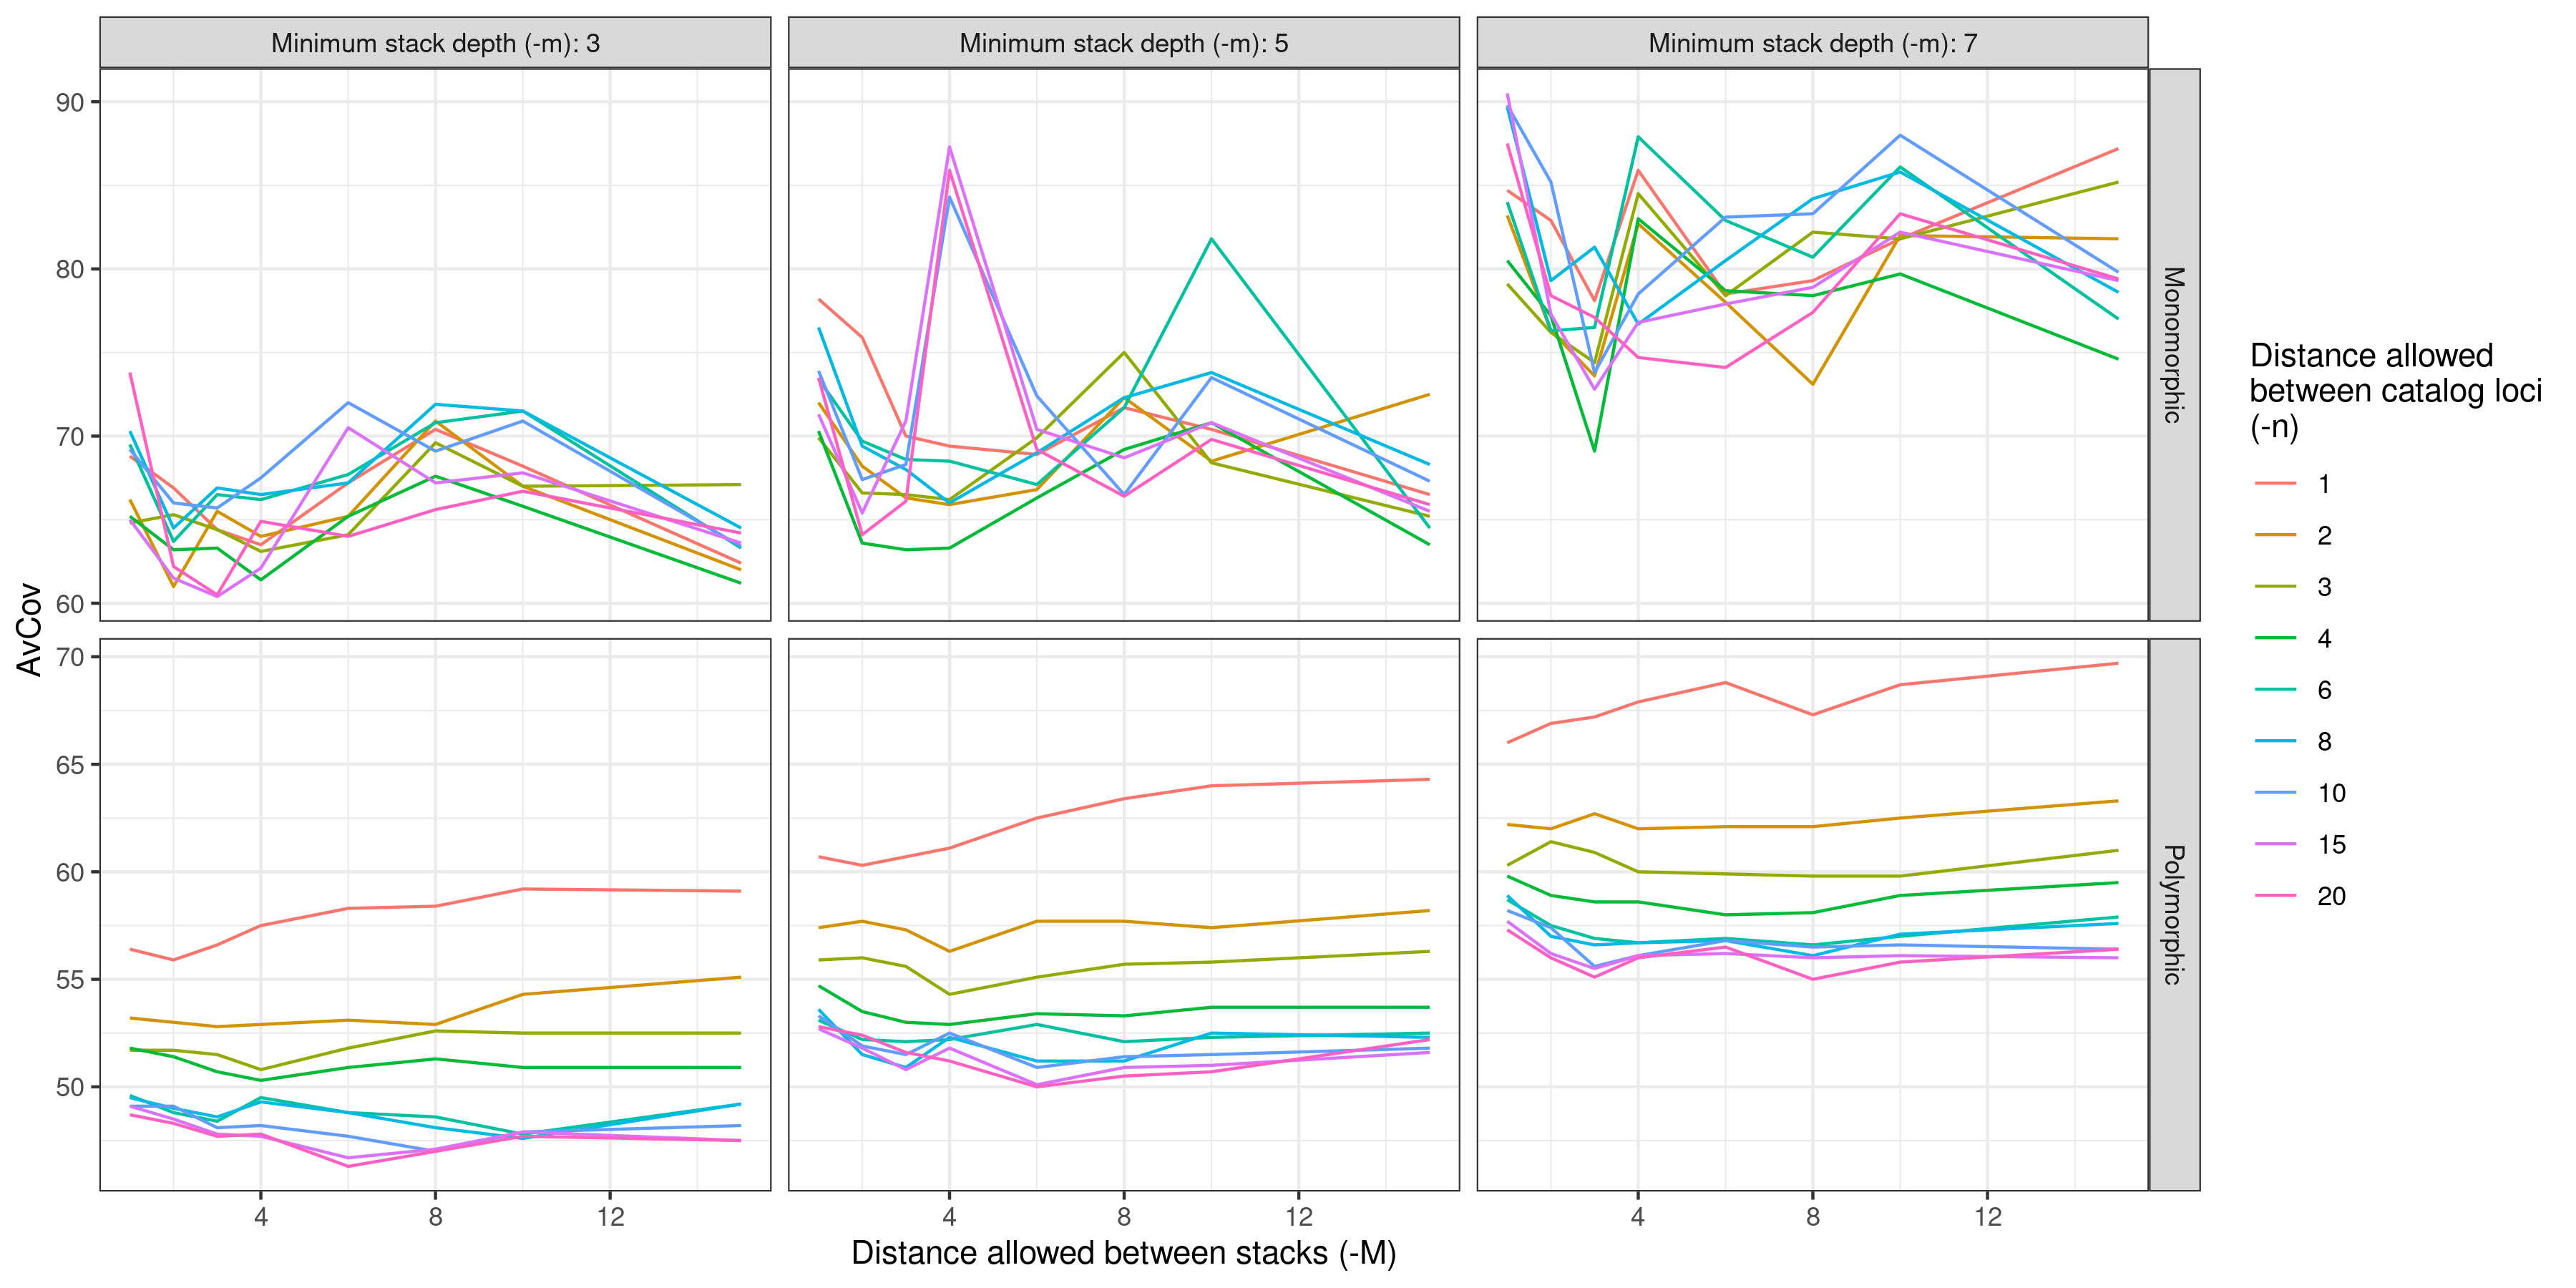 Minimum stack depth (-m): 3
Minimum stack depth (-m): 5
Minimum stack depth (-m): 7
90
80
70
60
Monomorphic
70
65
60
55
50
Polymorphic
AvCov
4
8
12
4
8
12
4
8
12
Distance allowed between stacks (-M)
Distance allowed
between catalog loci
(-n)
1
2
3
4
6
8
10
15
20